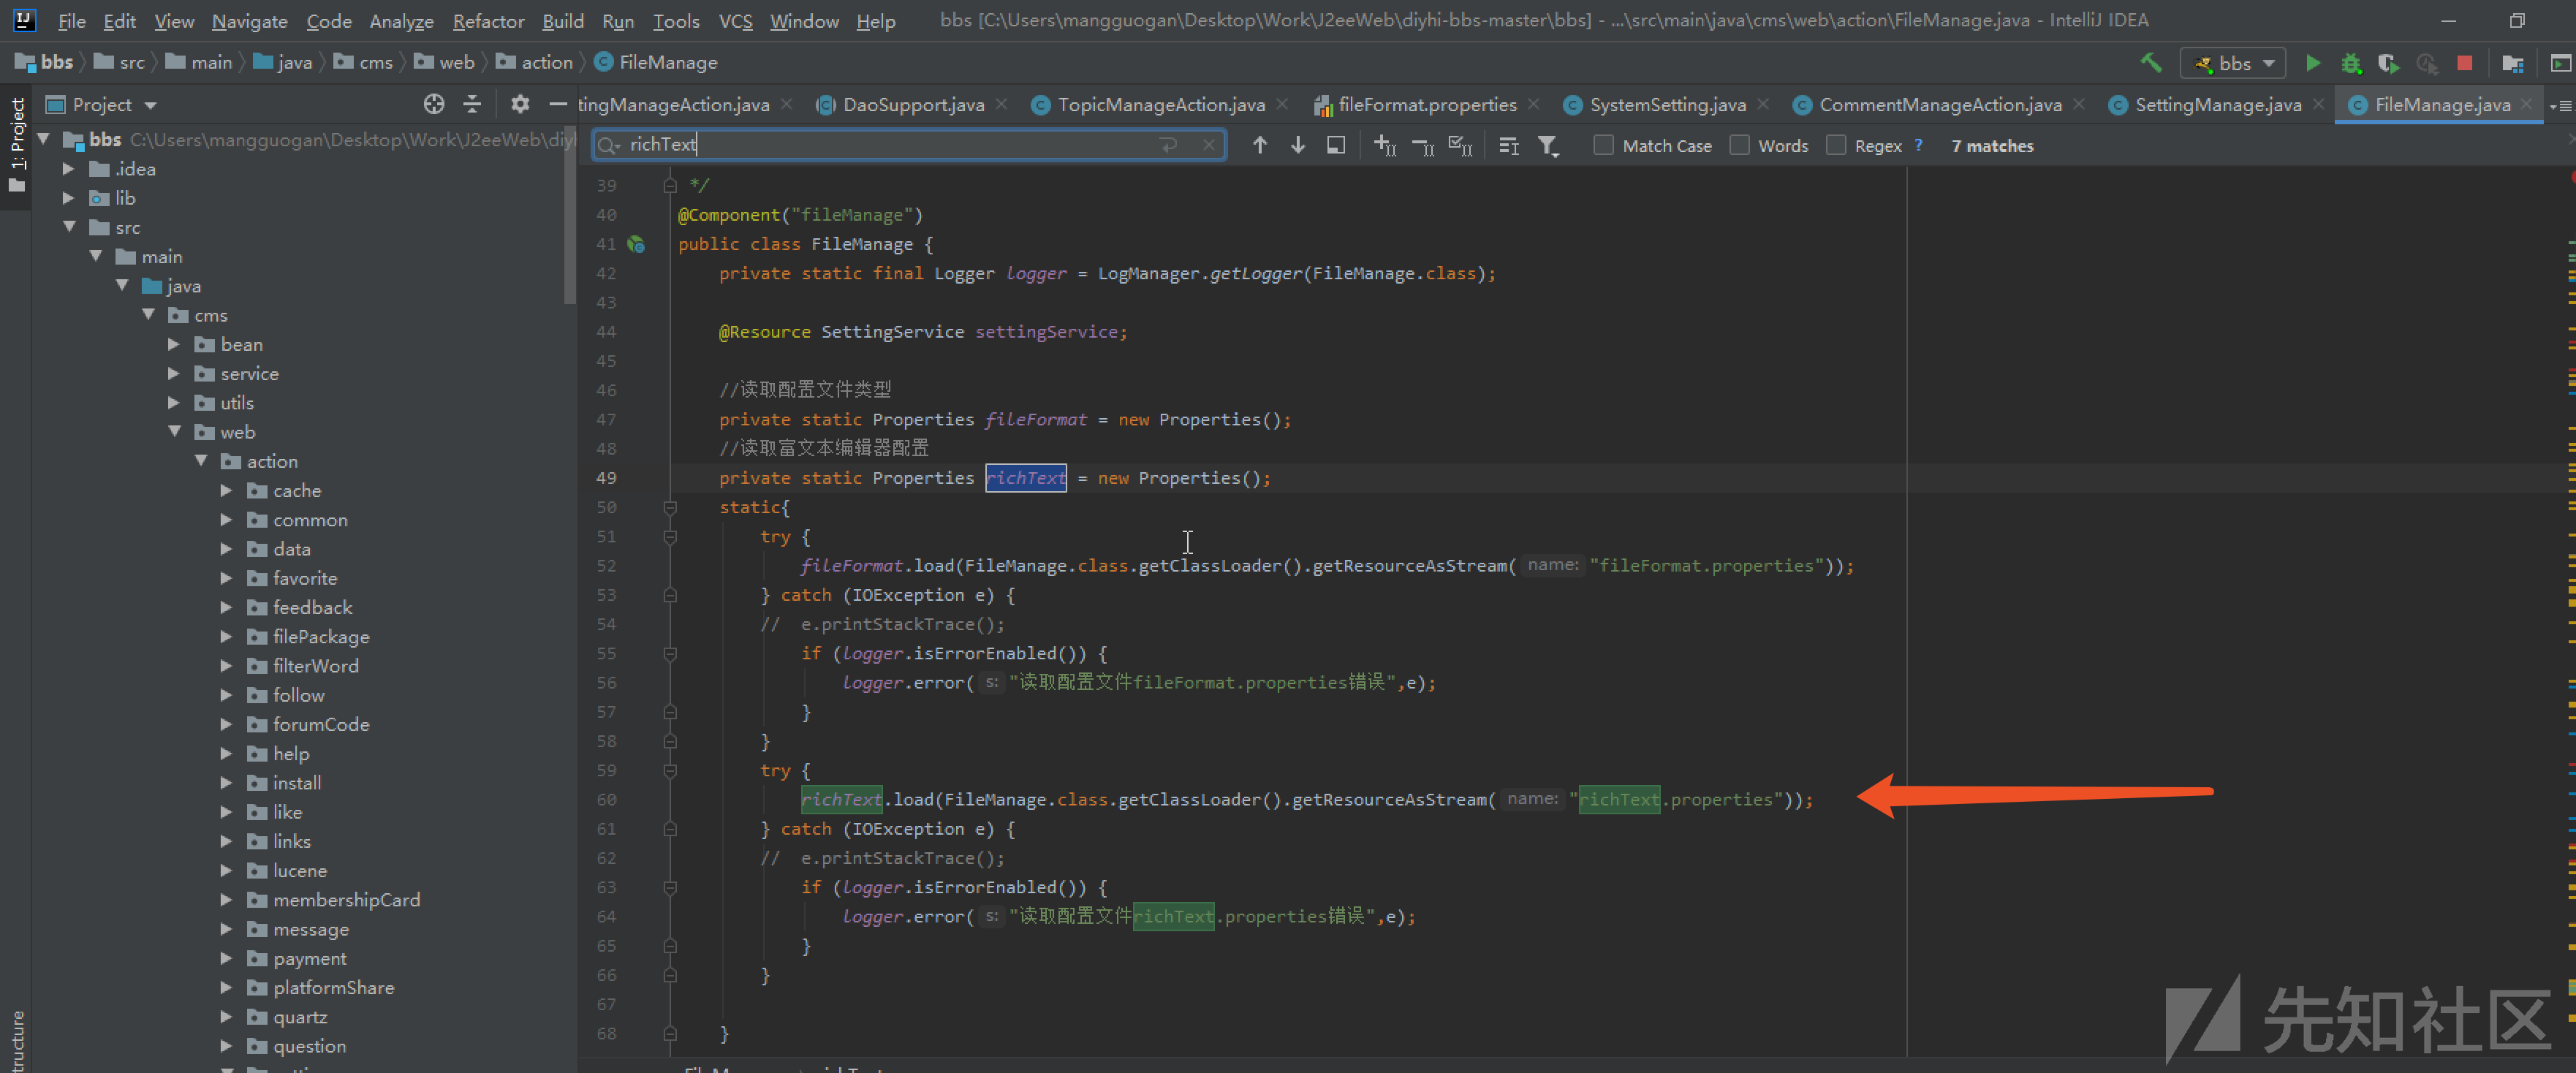 File Edit View Navigate Code Analyze Refactor Build Run Tools VCS Window Help bbs [C:\Users\mangguogan\Desktop\Work\J2eeWeb\diyhi-bbs-master\bbs] - ...\src\main\java\cms\web\action\FileManage.java - IntelliJ IDEA
bbs src main java cms web action FileManage bbs
Project tingManageAction.java DaoSupport.java TopicManageAction.java fileFormat.properties SystemSetting.java CommentManageAction.java SettingManage.java FileManage.java
1: Project
bbs C:\Users\mangguogan\Desktop\Work\J2eeWeb\diyh
.idea
lib
src
main
java
cms
bean
service
utils
web
action
cache
common
data
favorite
feedback
filePackage
filterWord
follow
forumCode
help
install
like
links
lucene
membershipCard
message
payment
platformShare
quartz
question
tructure
richText Match Case Words Regex ? 7 matches
39 */
40 @Component("fileManage")
41 public class FileManage {
42 private static final Logger logger = LogManager.getLogger(FileManage.class);
43
44 @Resource SettingService settingService;
45
46 //读取配置文件类型
47 private static Properties fileFormat = new Properties();
48 //读取富文本编辑器配置
49 private static Properties richText = new Properties();
50 static{
51 try {
52 fileFormat.load(FileManage.class.getClassLoader().getResourceAsStream( name: "fileFormat.properties"));
53 } catch (IOException e) {
54 // e.printStackTrace();
55 if (logger.isErrorEnabled()) {
56 logger.error( s: "读取配置文件fileFormat.properties错误",e);
57 }
58 }
59 try {
60 richText.load(FileManage.class.getClassLoader().getResourceAsStream( name: "richText.properties"));
61 } catch (IOException e) {
62 // e.printStackTrace();
63 if (logger.isErrorEnabled()) {
64 logger.error( s: "读取配置文件richText.properties错误",e);
65 }
66 }
67
68 }
先知社区